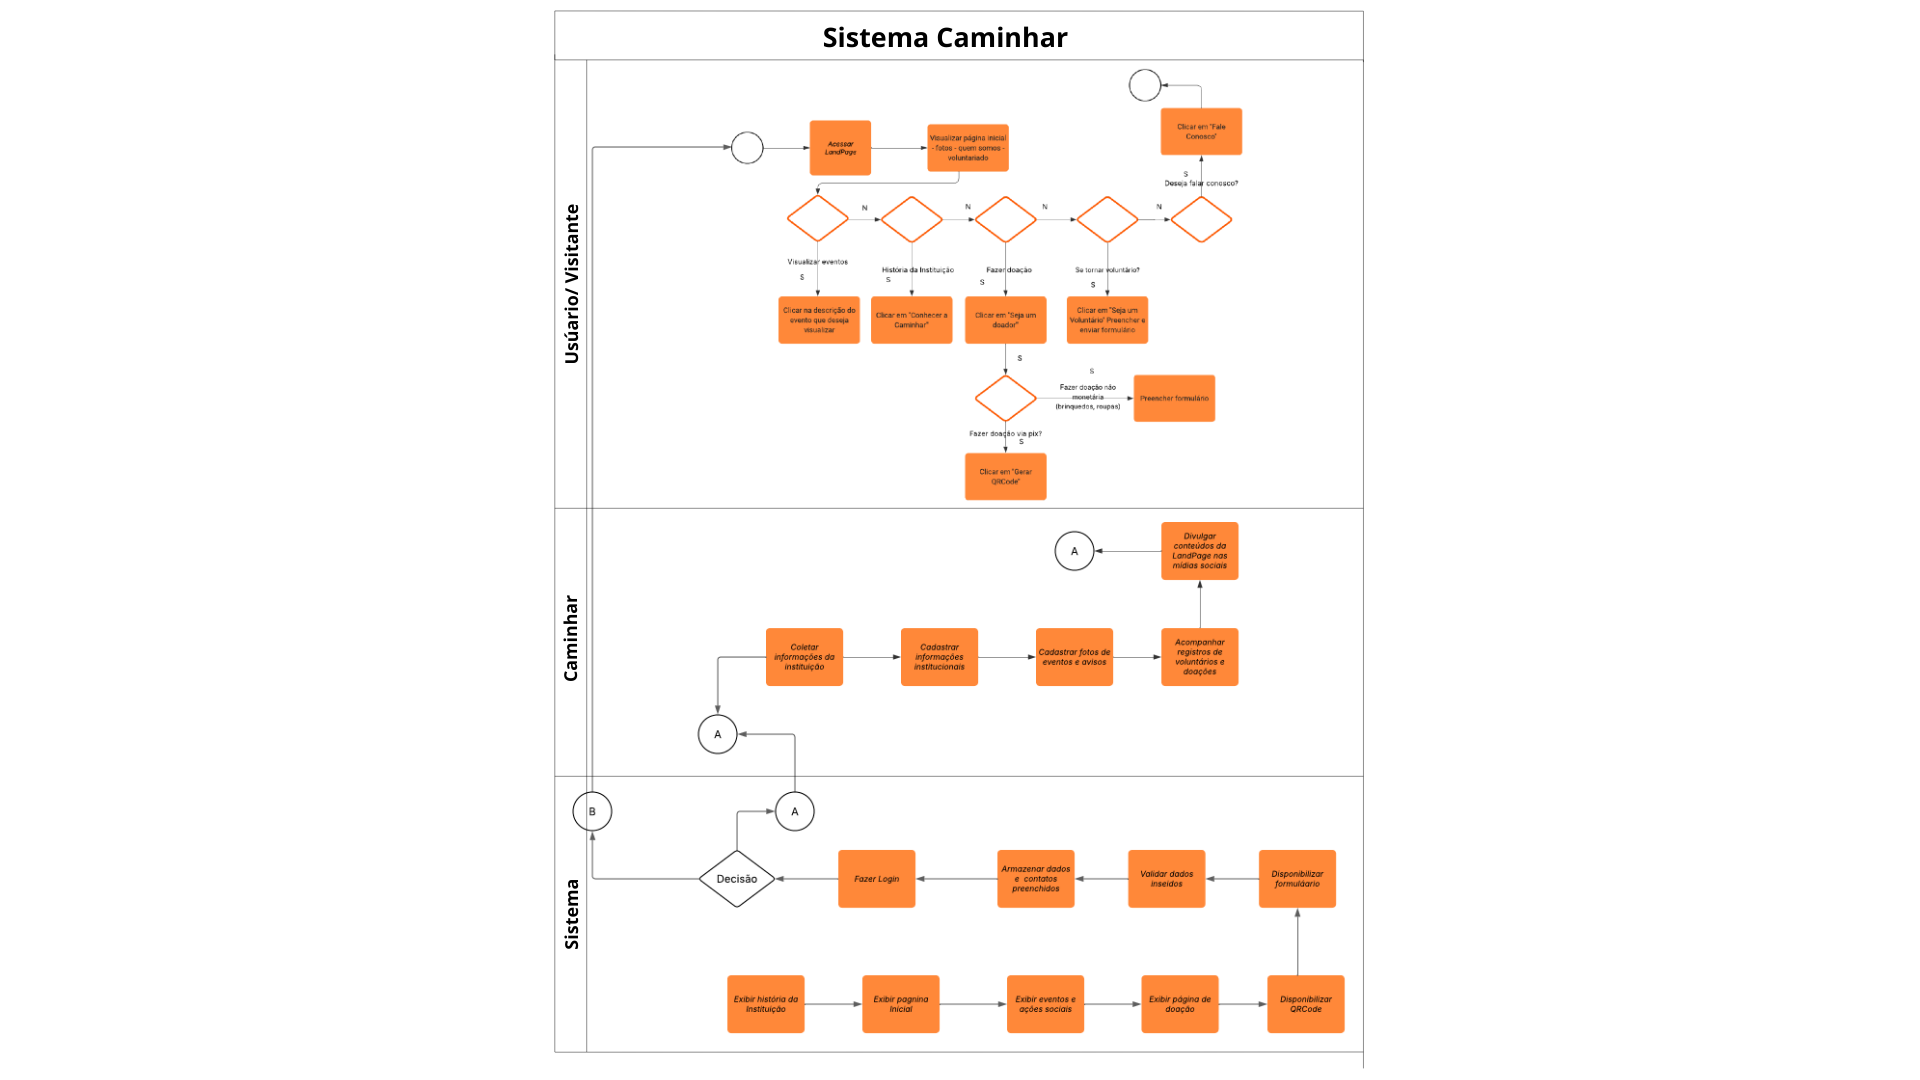 Sistema Caminhar
Usúario/ Visitante
Clicar em "Fale
Conosco"
Acessar
LandPage
Visualizar página inicial
- fotos - quem somos -
voluntariado
S
Deseja falar conosco?
N
N
N
N
Visualizar eventos
S
História da Instituição
S
Fazer doação
S
Se tornar voluntário?
S
Clicar na descrição do
evento que deseja
visualizar
Clicar em "Conhecer a
Caminhar"
Clicar em "Seja um
doador"
Clicar em "Seja um
Voluntário" Preencher e
enviar formulário
S
S
Fazer doação não
monetária
(brinquedos, roupas)
Preencher formulário
Fazer doação via pix?
S
Clicar em "Gerar
QRCode"
Caminhar
A
Divulgar
conteúdos da
LandPage nas
mídias sociais
Coletar
informações da
instituição
Cadastrar
informações
institucionais
Cadastrar fotos de
eventos e avisos
Acompanhar
registros de
voluntários e
doações
A
Sistema
B
A
Decisão
Fazer Login
Armazenar dados
e contatos
preenchidos
Validar dados
inseidos
Disponibilizar
formulãario
Exibir história da
Instituição
Exibir pagnina
Inicial
Exibir eventos e
ações sociais
Exibir página de
doação
Disponibilizar
QRCode